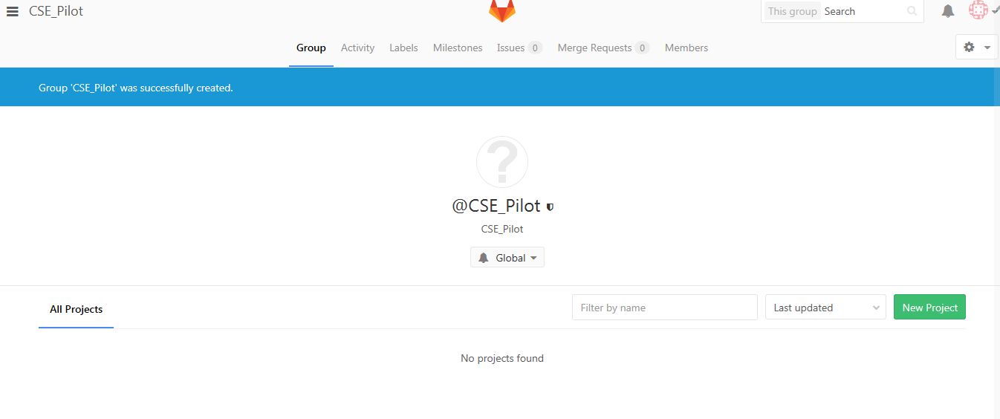 CSE_Pilot
This group Search
Group Activity Labels Milestones Issues 0 Merge Requests 0 Members
Group 'CSE_Pilot' was successfully created.
?
@CSE_Pilot
CSE_Pilot
Global
All Projects Filter by name Last updated New Project
No projects found